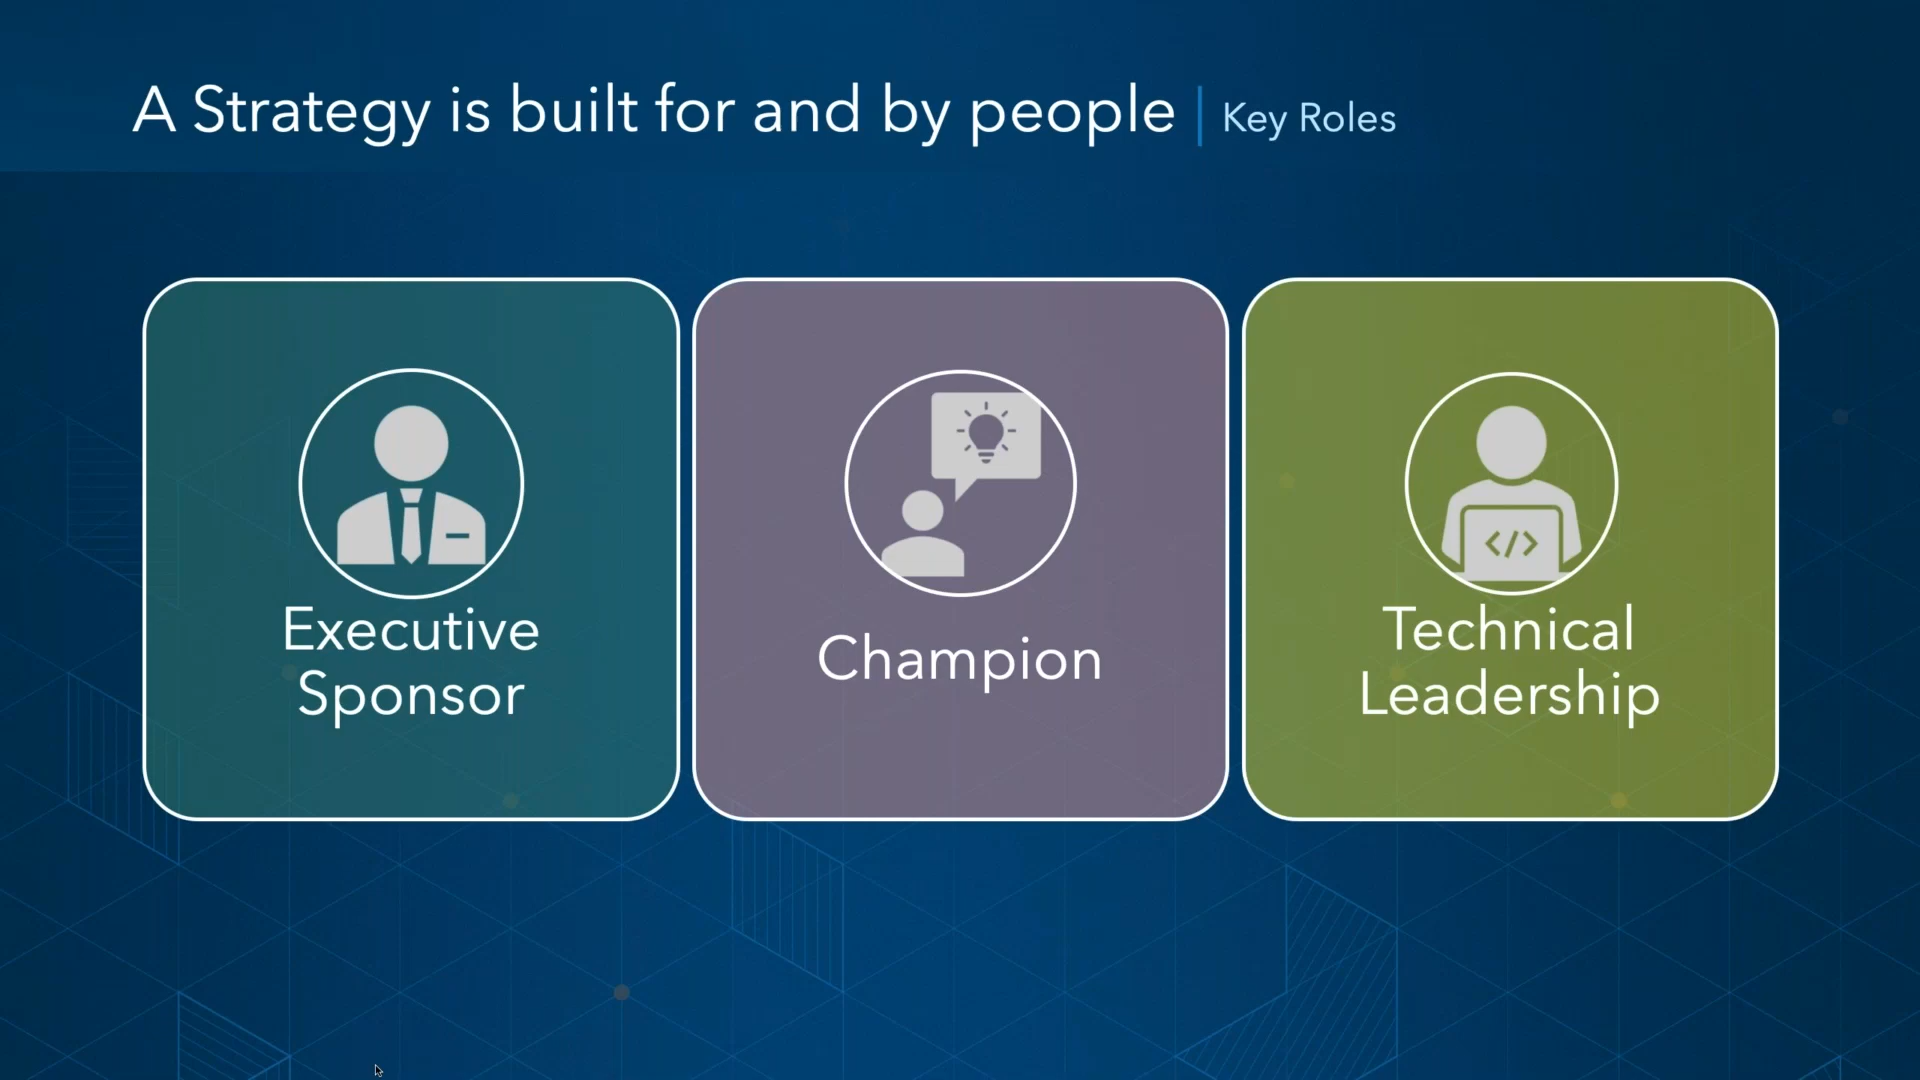 A Strategy is built for and by people | Key Roles
Executive
Sponsor
Champion
</>
Technical
Leadership